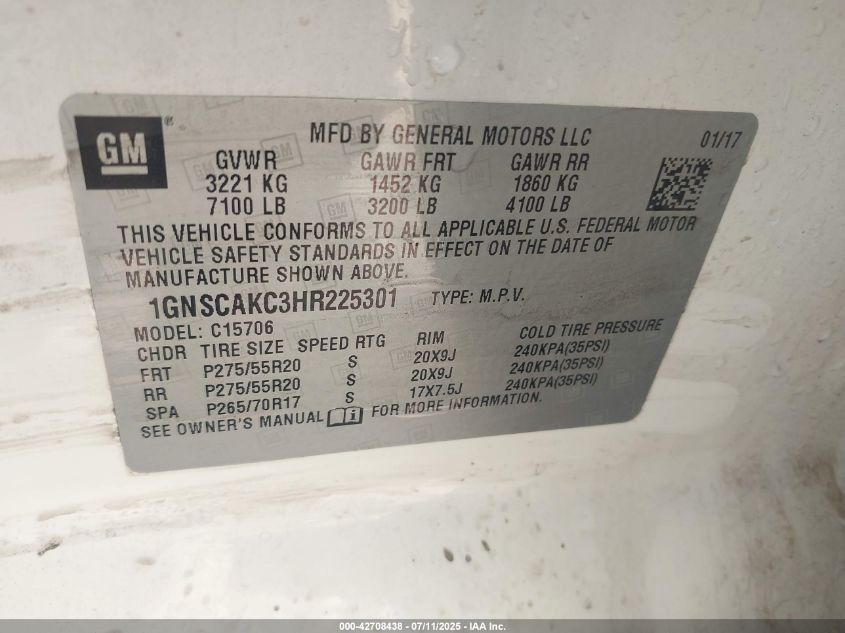 GM ®
MFD BY GENERAL MOTORS LLC 01/17
GVWR GAWR FRT GAWR RR
3221 KG 1452 KG 1860 KG
7100 LB 3200 LB 4100 LB
THIS VEHICLE CONFORMS TO ALL APPLICABLE U.S. FEDERAL MOTOR
VEHICLE SAFETY STANDARDS IN EFFECT ON THE DATE OF
MANUFACTURE SHOWN ABOVE.
1GNSCAKC3HR225301 TYPE: M.P.V.
MODEL: C15706
CHDR TIRE SIZE SPEED RTG RIM COLD TIRE PRESSURE
FRT P275/55R20 S 20X9J 240KPA(35PSI)
RR P275/55R20 S 20X9J 240KPA(35PSI)
SPA P265/70R17 S 17X7.5J 240KPA(35PSI)
SEE OWNER'S MANUAL i FOR MORE INFORMATION.
000-42708438 - 07/11/2025 - IAA Inc.